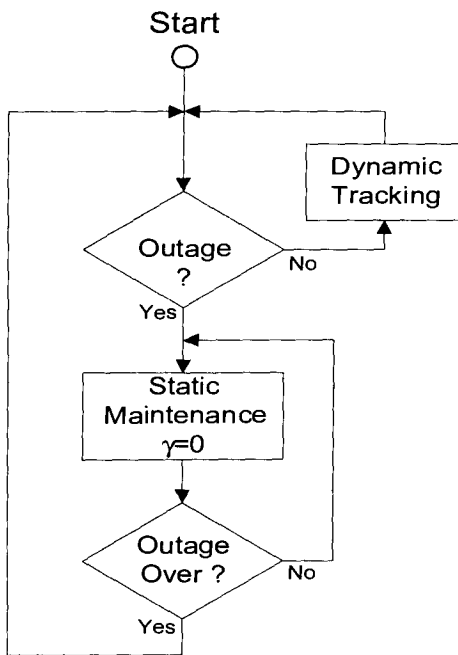 Start
Dynamic
Tracking
Outage
?
No
Yes
Static
Maintenance
γ=0
Outage
Over ?
No
Yes